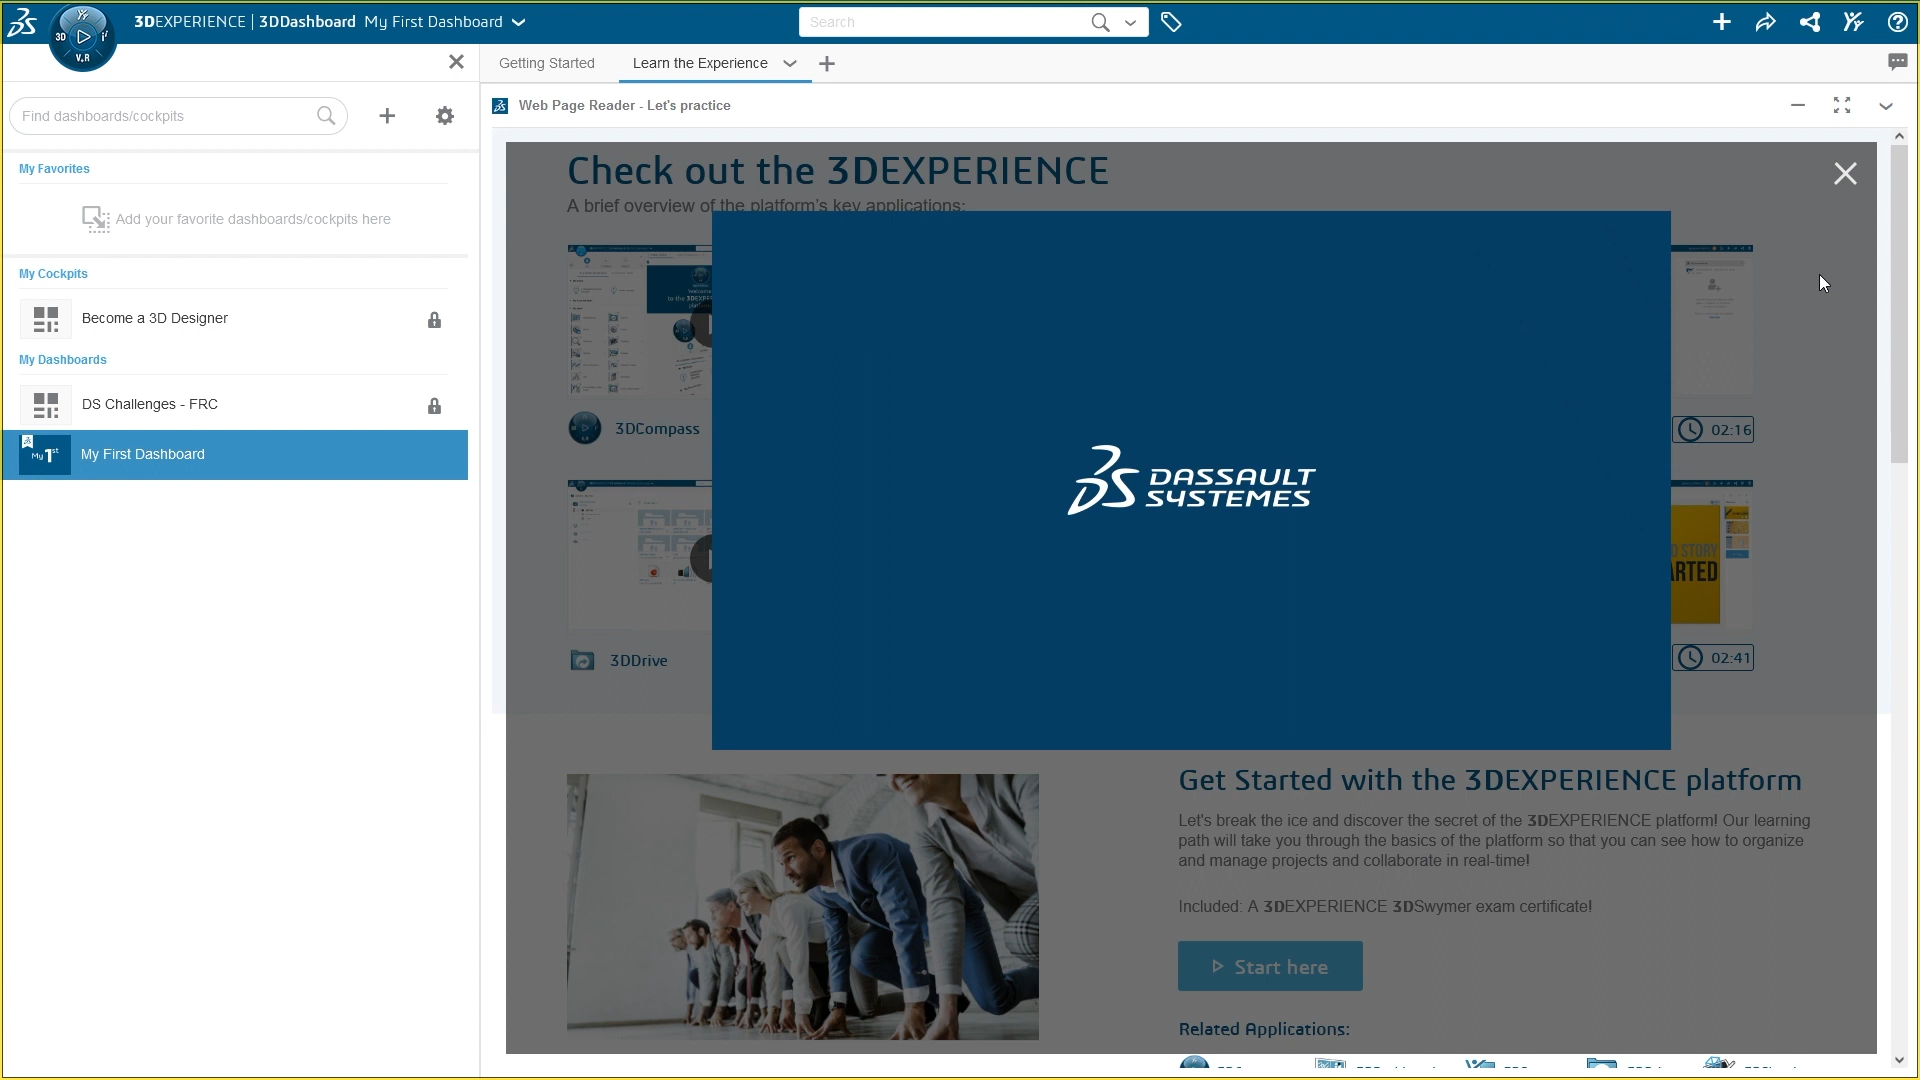 3DEXPERIENCE | 3DDashboard My First Dashboard
Search
3D
V.R
Find dashboards/cockpits
My Favorites
Add your favorite dashboards/cockpits here
My Cockpits
Become a 3D Designer
My Dashboards
DS Challenges - FRC
My 1st
My First Dashboard
Getting Started
Learn the Experience
Web Page Reader - Let's practice
Check out the 3DEXPERIENCE
A brief overview of the platform's key applications:
3DCompass
02:16
DASSAULT
SYSTEMES
STORY
ARTED
3DDrive
02:41
Get Started with the 3DEXPERIENCE platform
Let's break the ice and discover the secret of the 3DEXPERIENCE platform! Our learning
path will take you through the basics of the platform so that you can see how to organize
and manage projects and collaborate in real-time!
Included: A 3DEXPERIENCE 3DSwymer exam certificate!
Start here
Related Applications: